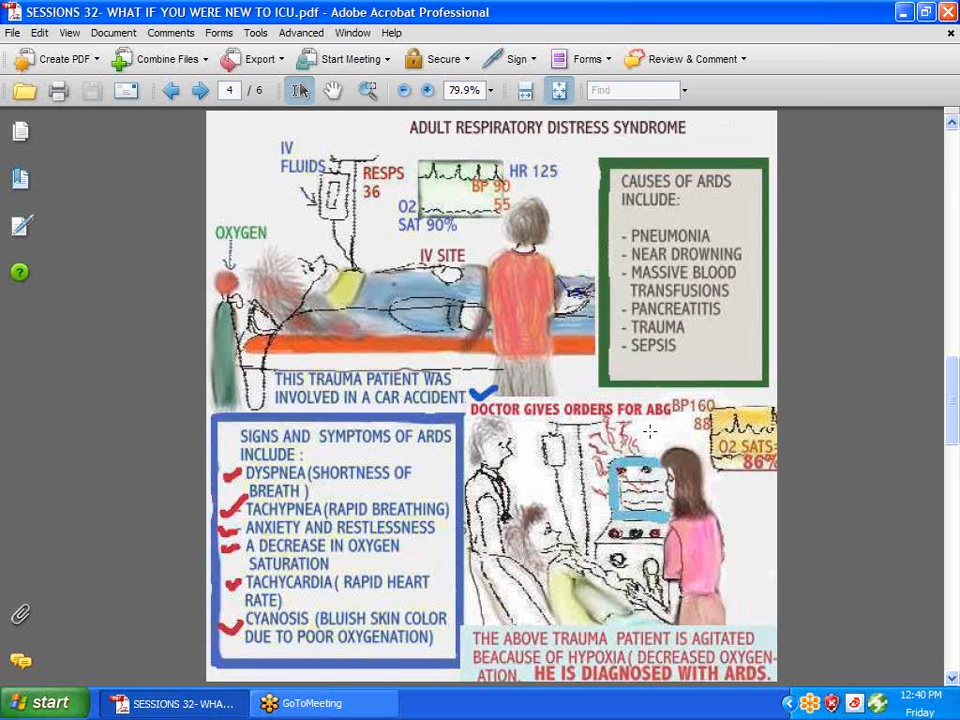 SESSIONS 32- WHAT IF YOU WERE NEW TO ICU.pdf - Adobe Acrobat Professional
File Edit View Document Comments Forms Tools Advanced Window Help
Create PDF Combine Files Export Start Meeting Secure Sign Forms Review & Comment
4 / 6 79.9% Find
ADULT RESPIRATORY DISTRESS SYNDROME
IV
FLUIDS
RESPS
36
HR 125
BP 90
55
O2
SAT 90%
OXYGEN
IV SITE
CAUSES OF ARDS
INCLUDE:
- PNEUMONIA
- NEAR DROWNING
- MASSIVE BLOOD
TRANSFUSIONS
- PANCREATITIS
- TRAUMA
- SEPSIS
THIS TRAUMA PATIENT WAS
INVOLVED IN A CAR ACCIDENT
DOCTOR GIVES ORDERS FOR ABG
BP160
88
O2 SATS=
86%
SIGNS AND SYMPTOMS OF ARDS
INCLUDE :
DYSPNEA(SHORTNESS OF
BREATH )
TACHYPNEA(RAPID BREATHING)
ANXIETY AND RESTLESSNESS
A DECREASE IN OXYGEN
SATURATION
TACHYCARDIA( RAPID HEART
RATE)
CYANOSIS (BLUISH SKIN COLOR
DUE TO POOR OXYGENATION)
THE ABOVE TRAUMA PATIENT IS AGITATED
BEACAUSE OF HYPOXIA( DECREASED OXYGEN-
ATION. HE IS DIAGNOSED WITH ARDS.
start SESSIONS 32- WHA... GoToMeeting 12:40 PM
Friday